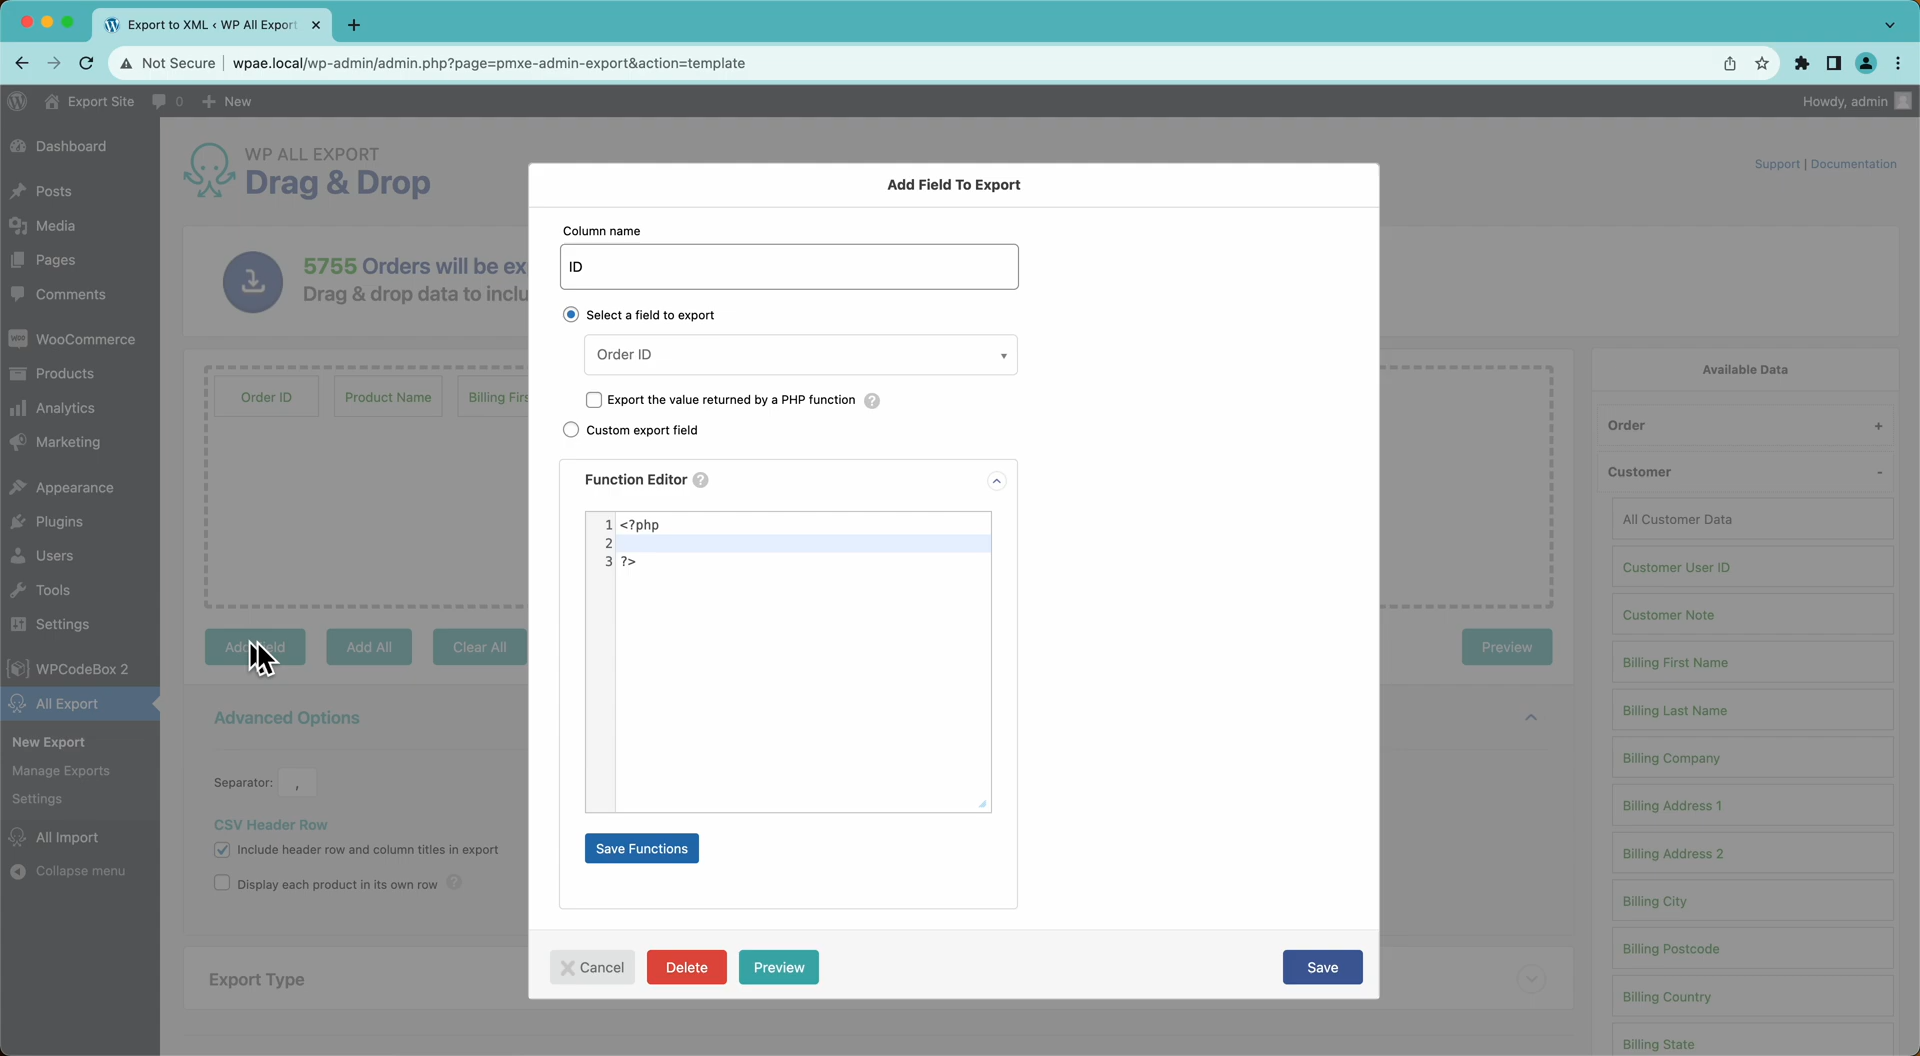 Export to XML ‹ WP All Export
Not Secure
wpae.local/wp-admin/admin.php?page=pmxe-admin-export&action=template
Export Site
0
New
Howdy, admin
Dashboard
Posts
Media
Pages
Comments
WooCommerce
Products
Analytics
Marketing
Appearance
Plugins
Users
Tools
Settings
WPCodeBox 2
All Export
New Export
Manage Exports
Settings
All Import
Collapse menu
WP ALL EXPORT
Drag & Drop
Support | Documentation
5755 Orders will be
Drag & drop data to
Order ID
Product Name
Billing
Add All
Clear All
Preview
Advanced Options
Separator: ,
CSV Header Row
Include header row and column titles in export
Display each product in its own row ?
Export Type
Add Field To Export
Column name
ID
Select a field to export
Order ID
Export the value returned by a PHP function ?
Custom export field
Function Editor ?
1 <?php
2
3 ?>
Save Functions
Cancel
Delete
Preview
Save
Available Data
Order +
Customer -
All Customer Data
Customer User ID
Customer Note
Billing First Name
Billing Last Name
Billing Company
Billing Address 1
Billing Address 2
Billing City
Billing Postcode
Billing Country
Billing State